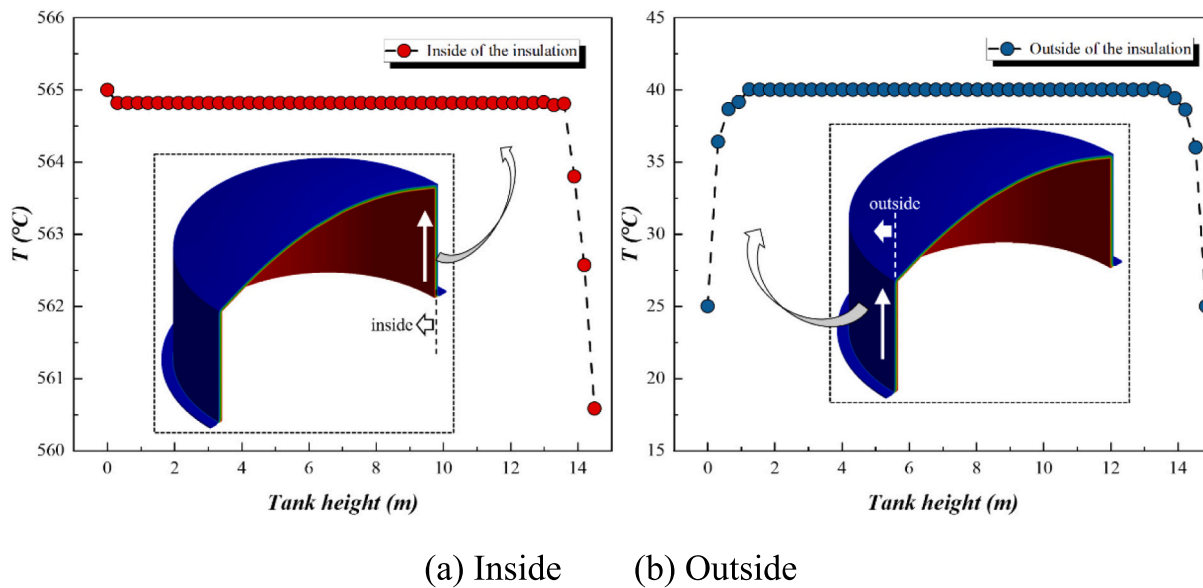 566
565
564
563
562
561
560
T (°C)
0 2 4 6 8 10 12 14
Tank height (m)
Inside of the insulation
inside
45
40
35
30
25
20
15
T (°C)
0 2 4 6 8 10 12 14
Tank height (m)
Outside of the insulation
outside
(a) Inside (b) Outside